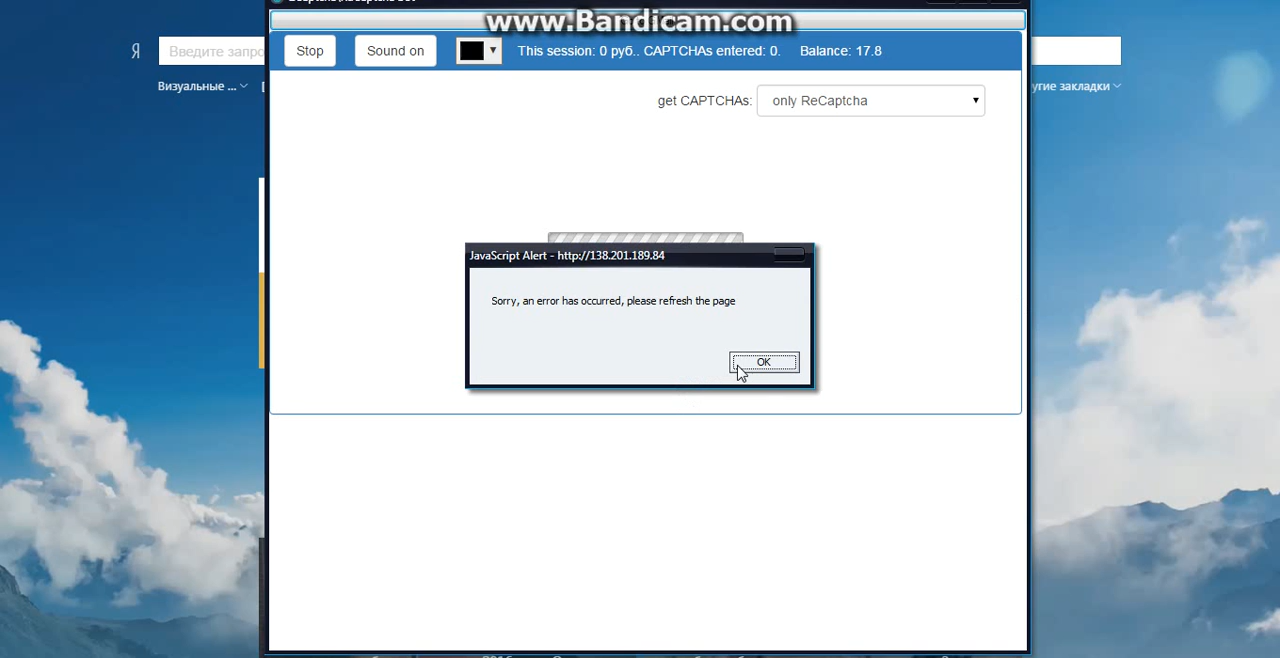 www.Bandicam.com
Я
Введите запро
Stop
Sound on
This session: 0 руб.. CAPTCHAs entered: 0.
Balance: 17.8
Визуальные ...
угие закладки
get CAPTCHAs:
only ReCaptcha
JavaScript Alert - http://138.201.189.84
Sorry, an error has occurred, please refresh the page
OK